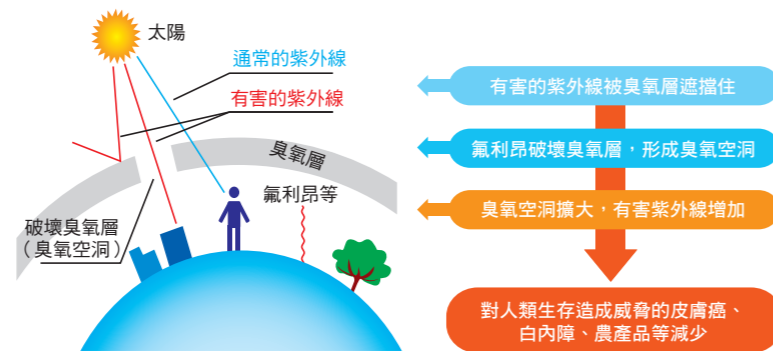 太陽
通常的紫外線
有害的紫外線
臭氧層
氟利昂等
破壞臭氧層
（臭氧空洞）
有害的紫外線被臭氧層遮擋住
氟利昂破壞臭氧層，形成臭氧空洞
臭氧空洞擴大，有害紫外線增加
對人類生存造成威脅的皮膚癌、
白內障、農產品等減少